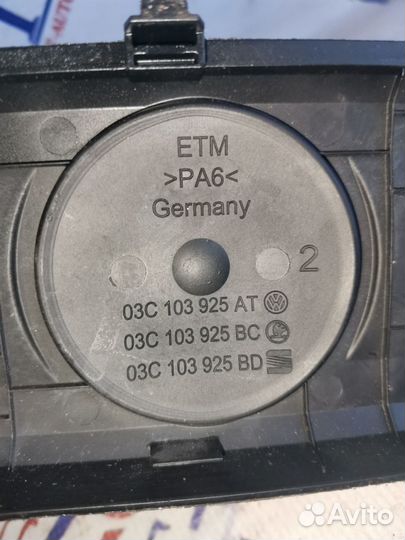 ETM
>PA6<
Germany
2
03C 103 925 AT
03C 103 925 BC
03C 103 925 BD
Avito